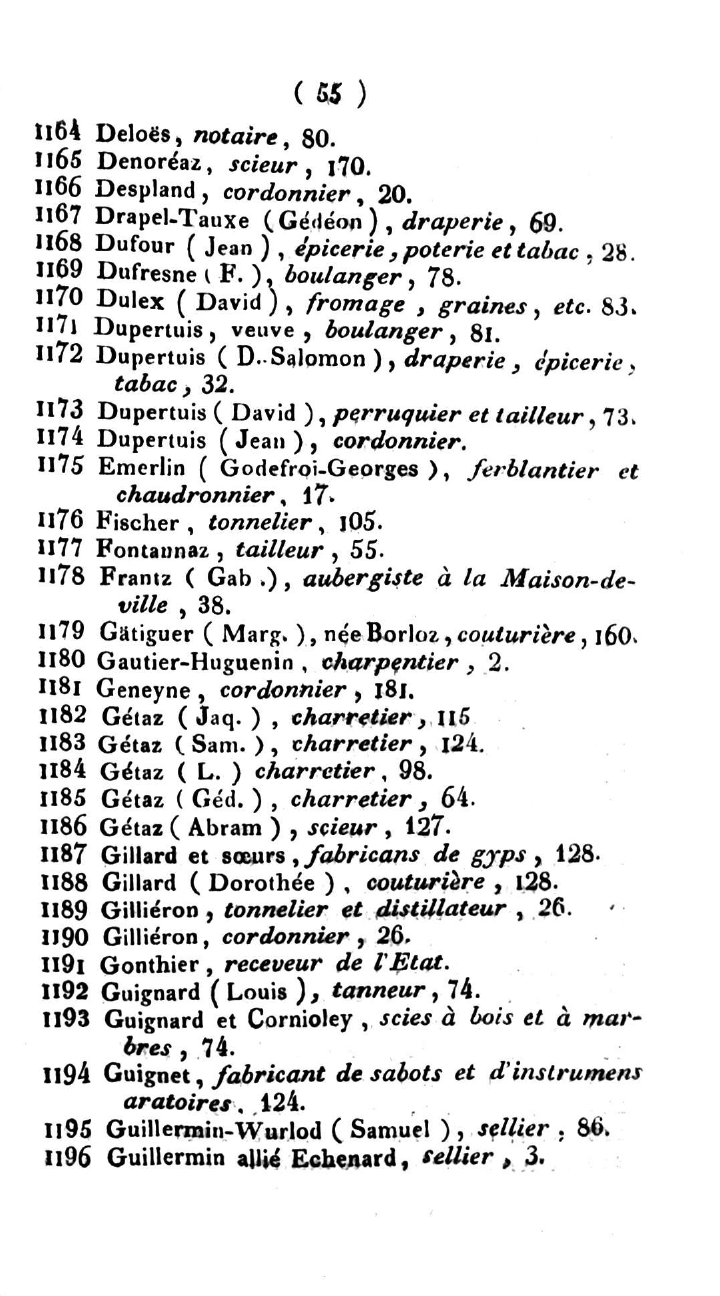 ( 55 )
1164 Deloës, notaire, 80.
1165 Denoréaz, scieur, 170.
1166 Despland, cordonnier, 20.
1167 Drapel-Tauxe (Gédéon), draperie, 69.
1168 Dufour ( Jean ), épicerie, poterie et tabac, 28.
1169 Dufresne ( F. ), boulanger, 78.
1170 Dulex ( David ), fromage, graines, etc. 83.
1171 Dupertuis, veuve, boulanger, 81.
1172 Dupertuis ( D.-Salomon ), draperie, épicerie,
tabac, 32.
1173 Dupertuis ( David ), perruquier et tailleur, 73.
1174 Dupertuis ( Jean ), cordonnier.
1175 Emerlin ( Godefroi-Georges ), ferblantier et
chaudronnier, 17.
1176 Fischer, tonnelier, 105.
1177 Fontannaz, tailleur, 55.
1178 Frantz ( Gab.), aubergiste à la Maison-de-
ville, 38.
1179 Gätiguer ( Marg. ), née Borloz, couturière, 160.
1180 Gautier-Huguenin, charpentier, 2.
1181 Geneyne, cordonnier, 181.
1182 Gétaz ( Jaq. ), charretier, 115
1183 Gétaz ( Sam. ), charretier, 124.
1184 Gétaz ( L. ) charretier, 98.
1185 Gétaz ( Géd. ), charretier, 64.
1186 Gétaz ( Abram ), scieur, 127.
1187 Gillard et sœurs, fabricans de gyps, 128.
1188 Gillard ( Dorothée ), couturière, 128.
1189 Gilliéron, tonnelier et distillateur, 26.
1190 Gilliéron, cordonnier, 26.
1191 Gonthier, receveur de l'Etat.
1192 Guignard ( Louis ), tanneur, 74.
1193 Guignard et Cornioley, scies à bois et à mar-
bres, 74.
1194 Guignet, fabricant de sabots et d'instrumens
aratoires. 124.
1195 Guillermin-Wurlod ( Samuel ), sellier, 86.
1196 Guillermin allié Echenard, sellier, 3.